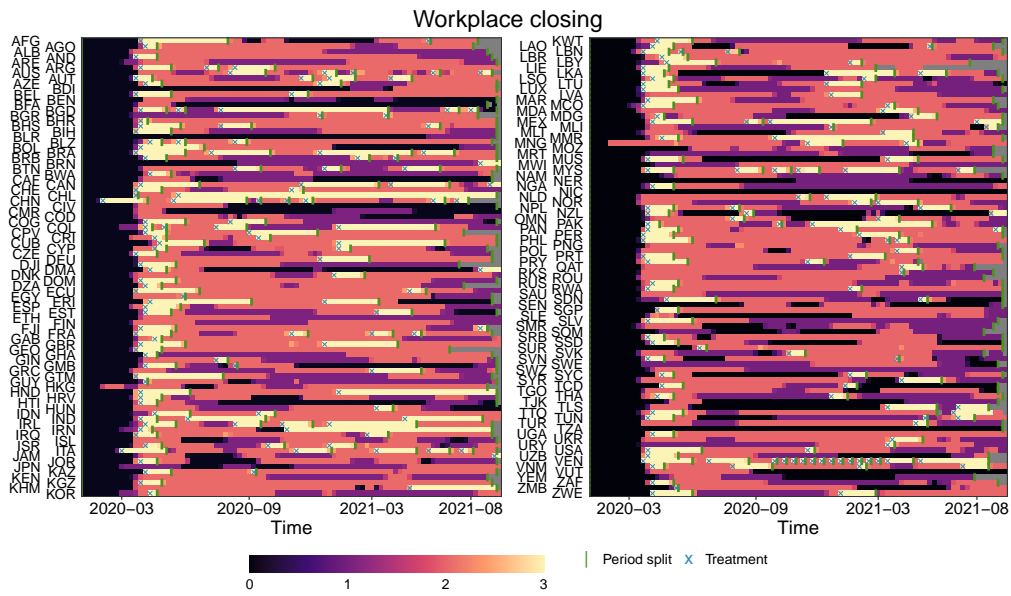 Workplace closing
AFG
AGO
ALB
AND
ARE
ARG
AUS
AUT
AZE
BDI
BEL
BEN
BFA
BGD
BGR
BHR
BHS
BIH
BLR
BLZ
BOL
BRA
BRB
BRN
BTN
BWA
CAF
CAN
CHE
CHL
CHN
CIV
CMR
COD
COG
COL
CPV
CRI
CUB
CYP
CZE
DEU
DJI
DMA
DNK
DOM
DZA
ECU
EGY
ERI
ESP
EST
ETH
FIN
FJI
FRA
GAB
GBR
GEO
GHA
GIN
GMB
GRC
GTM
GUY
HKG
HND
HRV
HTI
HUN
IDN
IND
IRL
IRN
IRQ
ISL
ISR
ITA
JAM
JOR
JPN
KAZ
KEN
KGZ
KHM
KOR
2020−03 2020−09 2021−03 2021−08
Time
KWT
LAO
LBN
LBR
LBY
LIE
LKA
LSO
LTU
LUX
LVA
MAR
MCO
MDA
MDG
MEX
MLI
MLT
MMR
MNG
MOZ
MRT
MUS
MWI
MYS
NAM
NER
NGA
NIC
NLD
NOR
NPL
NZL
OMN
PAK
PAN
PER
PHL
PNG
POL
PRT
PRY
QAT
RKS
ROU
RUS
RWA
SAU
SDN
SEN
SGP
SLE
SLV
SMR
SOM
SRB
SSD
SUR
SVK
SVN
SWE
SWZ
SYC
SYR
TCD
TGO
THA
TJK
TLS
TTO
TUN
TUR
TZA
UGA
UKR
URY
USA
UZB
VEN
VNM
VUT
YEM
ZAF
ZMB
ZWE
2020−03 2020−09 2021−03 2021−08
Time
0 1 2 3
Period split
Treatment